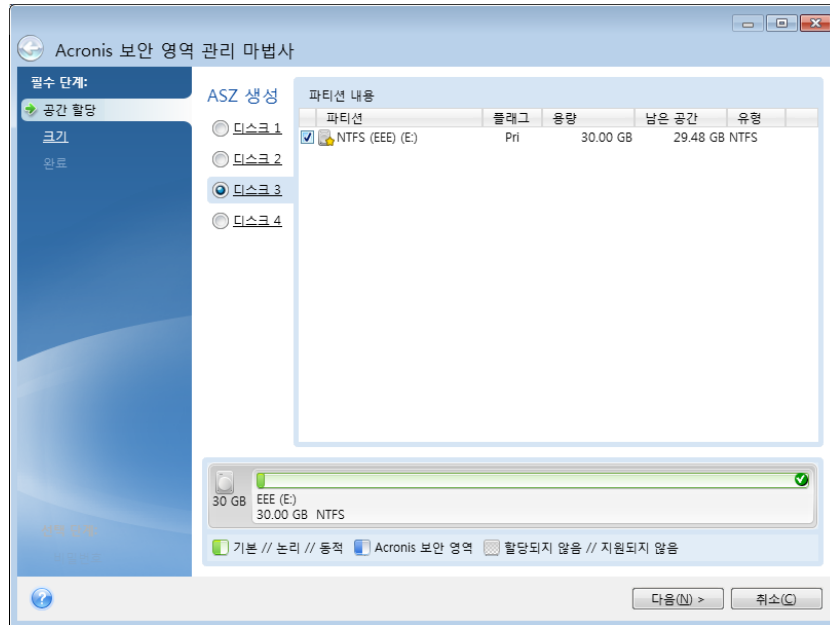 Acronis 보안 영역 관리 마법사
필수 단계:
공간 할당
크기
완료
ASZ 생성
디스크 1
디스크 2
디스크 3
디스크 4
파티션 내용
파티션 플래그 용량 남은 공간 유형
NTFS (EEE) (E:) Pri 30.00 GB 29.48 GB NTFS
30 GB
EEE (E:)
30.00 GB NTFS
기본 // 논리 // 동적 Acronis 보안 영역 할당되지 않음 // 지원되지 않음
다음(N) > 취소(C)